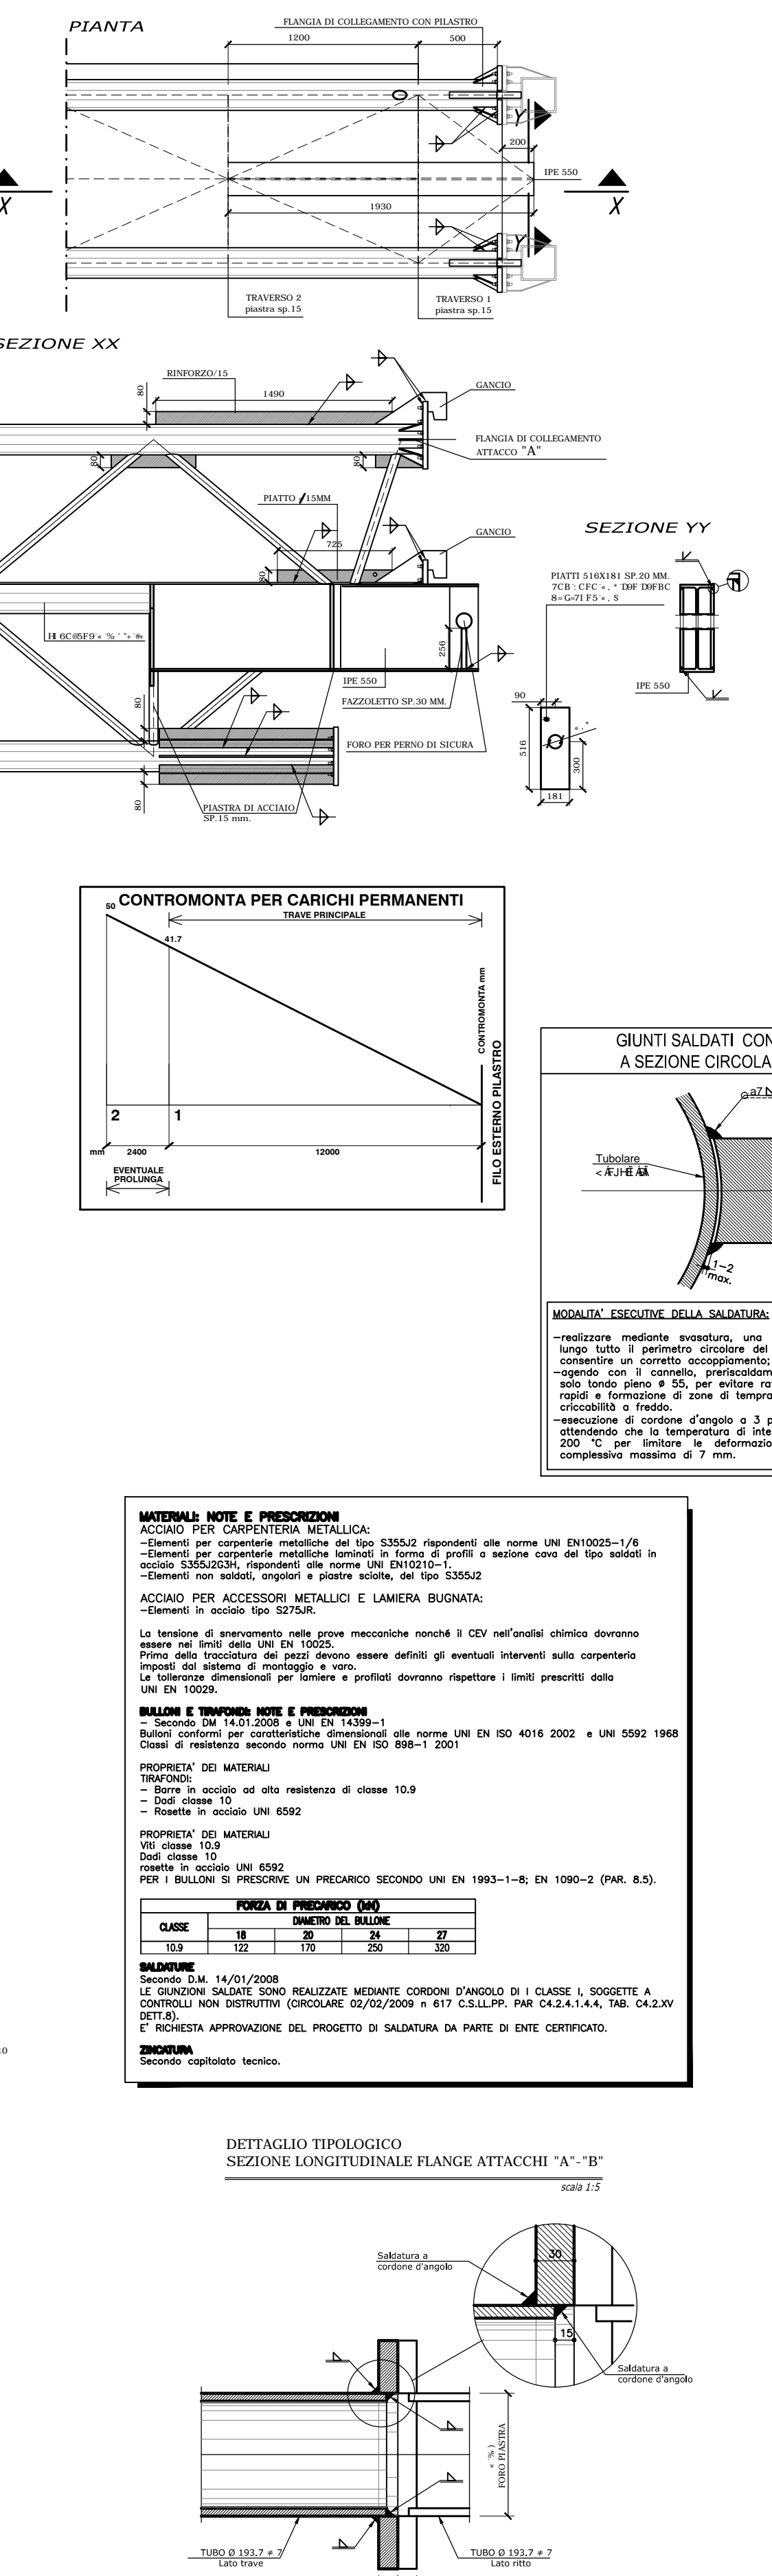 PIANTA
FLANGIA DI COLLEGAMENTO CON PILASTRO
1200
500
Y
200
IPE 550
X
X
1930
Y
TRAVERSO 2
piastra sp.15
TRAVERSO 1
piastra sp.15
SEZIONE XX
RINFORZO/15
80
1490
GANCIO
FLANGIA DI COLLEGAMENTO
ATTACCO "A"
80
80
PIATTO 15MM
725
80
GANCIO
SEZIONE YY
PIATTI 516X181 SP.20 MM.
IPE 550
256
IPE 550
80
FAZZOLETTO SP.30 MM.
FORO PER PERNO DI SICURA
90
516
300
181
80
PIASTRA DI ACCIAIO
SP.15 mm.
CONTROMONTA PER CARICHI PERMANENTI
50
TRAVE PRINCIPALE
41.7
CONTROMONTA mm
FILO ESTERNO PILASTRO
2
1
mm
2400
12000
EVENTUALE
PROLUNGA
GIUNTI SALDATI CON
A SEZIONE CIRCOLA
a7
Tubolare
1-2
max.
MODALITA' ESECUTIVE DELLA SALDATURA:
-realizzare mediante svasatura, una
lungo tutto il perimetro circolare del
consentire un corretto accoppiamento;
-agendo con il cannello, preriscaldam
solo tondo pieno ø 55, per evitare ra
rapidi e formazione di zone di tempra
criccabilità a freddo.
-esecuzione di cordone d'angolo a 3 p
attendendo che la temperatura di inte
200 °C per limitare le deformazio
complessiva massima di 7 mm.
MATERIALI: NOTE E PRESCRIZIONI
ACCIAIO PER CARPENTERIA METALLICA:
-Elementi per carpenterie metalliche del tipo S355J2 rispondenti alle norme UNI EN10025-1/6
-Elementi per carpenterie metalliche laminati in forma di profili a sezione cava del tipo saldati in
acciaio S355J2G3H, rispondenti alle norme UNI EN10210-1.
-Elementi non saldati, angolari e piastre sciolte, del tipo S355J2
ACCIAIO PER ACCESSORI METALLICI E LAMIERA BUGNATA:
-Elementi in acciaio tipo S275JR.
La tensione di snervamento nelle prove meccaniche nonché il CEV nell'analisi chimica dovranno
essere nei limiti della UNI EN 10025.
Prima della tracciatura dei pezzi devono essere definiti gli eventuali interventi sulla carpenteria
imposti dal sistema di montaggio e varo.
Le tolleranze dimensionali per lamiere e profilati dovranno rispettare i limiti prescritti dalla
UNI EN 10029.
BULLONI E TIRAFONDI: NOTE E PRESCRIZIONI
- Secondo DM 14.01.2008 e UNI EN 14399-1
Bulloni conformi per caratteristiche dimensionali alle norme UNI EN ISO 4016 2002 e UNI 5592 1968
Classi di resistenza secondo norma UNI EN ISO 898-1 2001
PROPRIETA' DEI MATERIALI
TIRAFONDI:
- Barre in acciaio ad alta resistenza di classe 10.9
- Dadi classe 10
- Rosette in acciaio UNI 6592
PROPRIETA' DEI MATERIALI
Viti classe 10.9
Dadi classe 10
rosette in acciaio UNI 6592
PER I BULLONI SI PRESCRIVE UN PRECARICO SECONDO UNI EN 1993-1-8; EN 1090-2 (PAR. 8.5).
FORZA DI PRECARICO (kN)
CLASSE
DIAMETRO DEL BULLONE
18 20 24 27
10.9 122 170 250 320
SALDATURE
Secondo D.M. 14/01/2008
LE GIUNZIONI SALDATE SONO REALIZZATE MEDIANTE CORDONI D'ANGOLO DI I CLASSE I, SOGGETTE A
CONTROLLI NON DISTRUTTIVI (CIRCOLARE 02/02/2009 n 617 C.S.LL.PP. PAR C4.2.4.1.4.4, TAB. C4.2.XV
DETT.8).
E' RICHIESTA APPROVAZIONE DEL PROGETTO DI SALDATURA DA PARTE DI ENTE CERTIFICATO.
ZINCATURA
Secondo capitolato tecnico.
DETTAGLIO TIPOLOGICO
SEZIONE LONGITUDINALE FLANGE ATTACCHI "A"-"B"
scala 1:5
Saldatura a
cordone d'angolo
30
15
Saldatura a
cordone d'angolo
FORO PIASTRA
TUBO Ø 193.7 ≠ 7
Lato trave
TUBO Ø 193.7 ≠ 7
Lato ritto